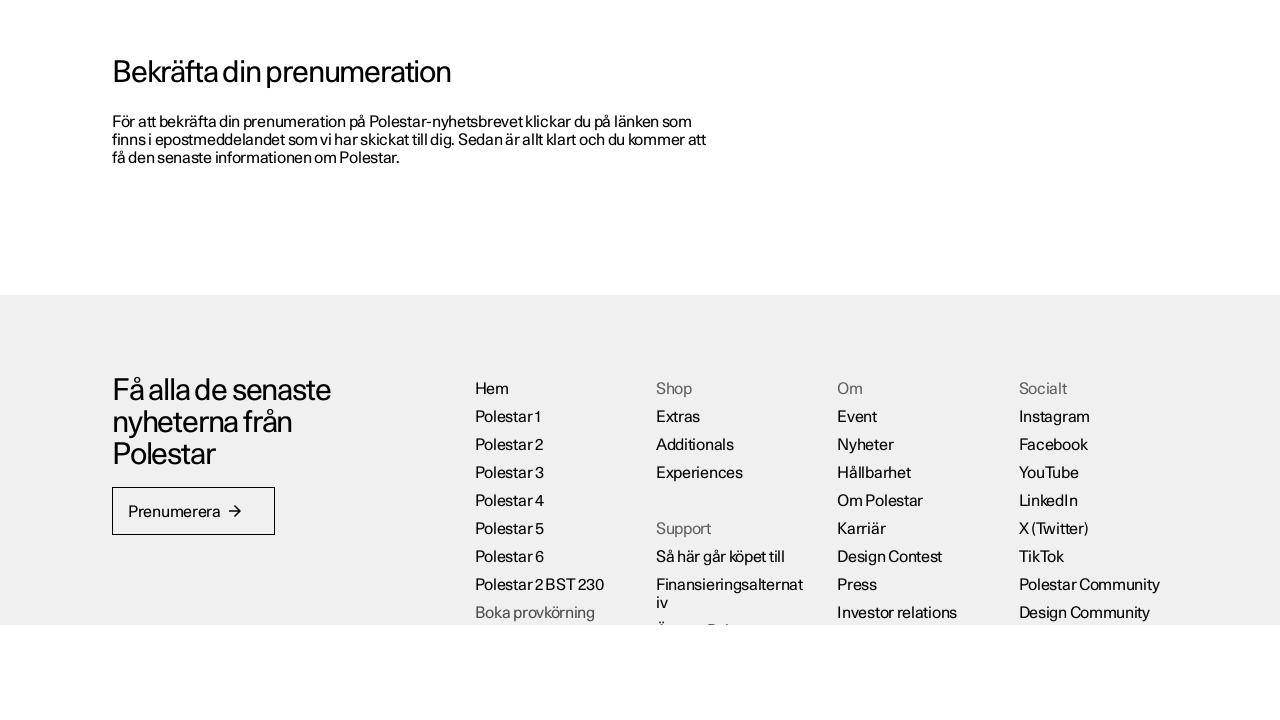 Bekräfta din prenumeration
För att bekräfta din prenumeration på Polestar-nyhetsbrevet klickar du på länken som
finns i epostmeddelandet som vi har skickat till dig. Sedan är allt klart och du kommer att
få den senaste informationen om Polestar.
Få alla de senaste
nyheterna från
Polestar
Prenumerera →
Hem
Polestar 1
Polestar 2
Polestar 3
Polestar 4
Polestar 5
Polestar 6
Polestar 2 BST 230
Boka provkörning
Shop
Extras
Additionals
Experiences
Support
Så här går köpet till
Finansieringsalternat
iv
Om
Event
Nyheter
Hållbarhet
Om Polestar
Karriär
Design Contest
Press
Investor relations
Socialt
Instagram
Facebook
YouTube
LinkedIn
X (Twitter)
TikTok
Polestar Community
Design Community